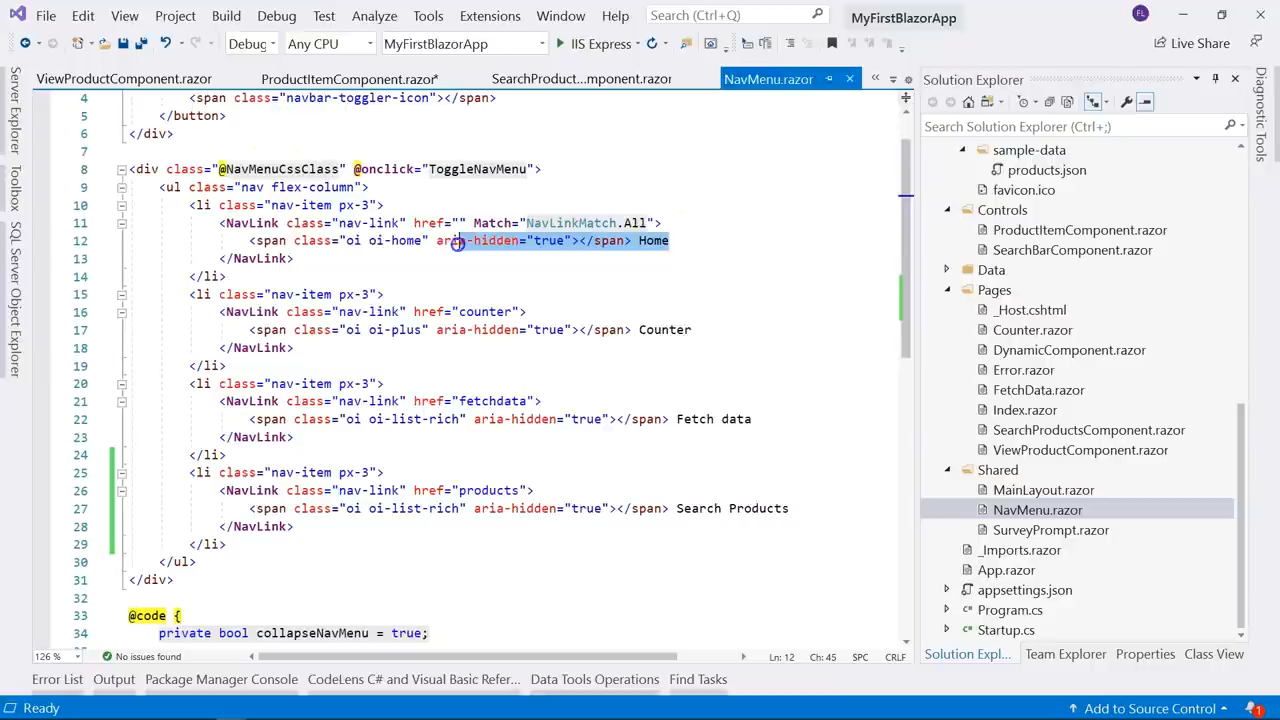 File Edit View Project Build Debug Test Analyze Tools Extensions Window Help Search (Ctrl+Q) MyFirstBlazorApp FL
Debug Any CPU MyFirstBlazorApp IIS Express Live Share
Server Explorer
Toolbox
SQL Server Object Explorer
ViewProductComponent.razor ProductItemComponent.razor* SearchProduct...mponent.razor NavMenu.razor
4 <span class="navbar-toggler-icon"></span>
5 </button>
6 </div>
7
8 <div class="@NavMenuCssClass" @onclick="ToggleNavMenu">
9 <ul class="nav flex-column">
10 <li class="nav-item px-3">
11 <NavLink class="nav-link" href="" Match="NavLinkMatch.All">
12 <span class="oi oi-home" aria-hidden="true"></span> Home
13 </NavLink>
14 </li>
15 <li class="nav-item px-3">
16 <NavLink class="nav-link" href="counter">
17 <span class="oi oi-plus" aria-hidden="true"></span> Counter
18 </NavLink>
19 </li>
20 <li class="nav-item px-3">
21 <NavLink class="nav-link" href="fetchdata">
22 <span class="oi oi-list-rich" aria-hidden="true"></span> Fetch data
23 </NavLink>
24 </li>
25 <li class="nav-item px-3">
26 <NavLink class="nav-link" href="products">
27 <span class="oi oi-list-rich" aria-hidden="true"></span> Search Products
28 </NavLink>
29 </li>
30 </ul>
31 </div>
32
33 @code {
34 private bool collapseNavMenu = true;
126 % No issues found Ln: 12 Ch: 45 SPC CRLF
Solution Explorer
Search Solution Explorer (Ctrl+;)
sample-data
products.json
favicon.ico
Controls
ProductItemComponent.razor
SearchBarComponent.razor
Data
Pages
_Host.cshtml
Counter.razor
DynamicComponent.razor
Error.razor
FetchData.razor
Index.razor
SearchProductsComponent.razor
ViewProductComponent.razor
Shared
MainLayout.razor
NavMenu.razor
SurveyPrompt.razor
_Imports.razor
App.razor
appsettings.json
Program.cs
Startup.cs
Solution Expl... Team Explorer Properties Class View
Diagnostic Tools
Error List Output Package Manager Console CodeLens C# and Visual Basic Refer... Data Tools Operations Find Tasks
Ready Add to Source Control 1